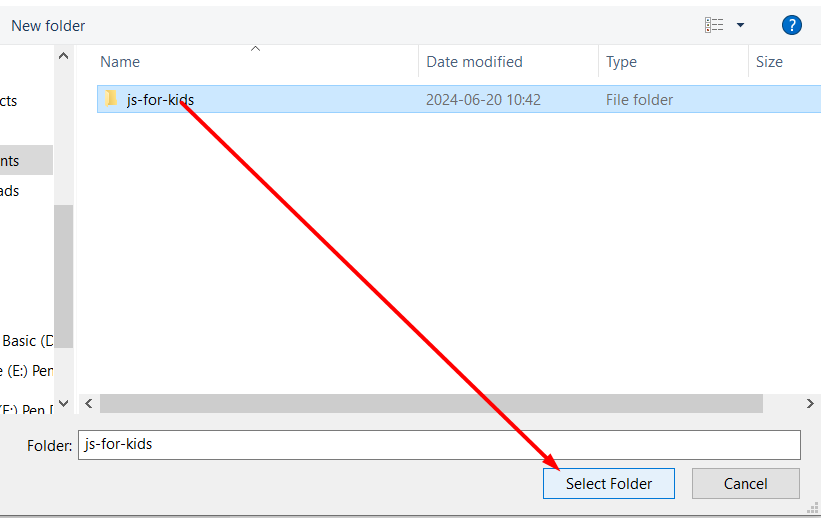 New folder
?
Name Date modified Type Size
cts
js-for-kids 2024-06-20 10:42 File folder
nts
ads
Basic (D
e (E:) Pen
(F:) Pen D
Folder: js-for-kids
Select Folder Cancel